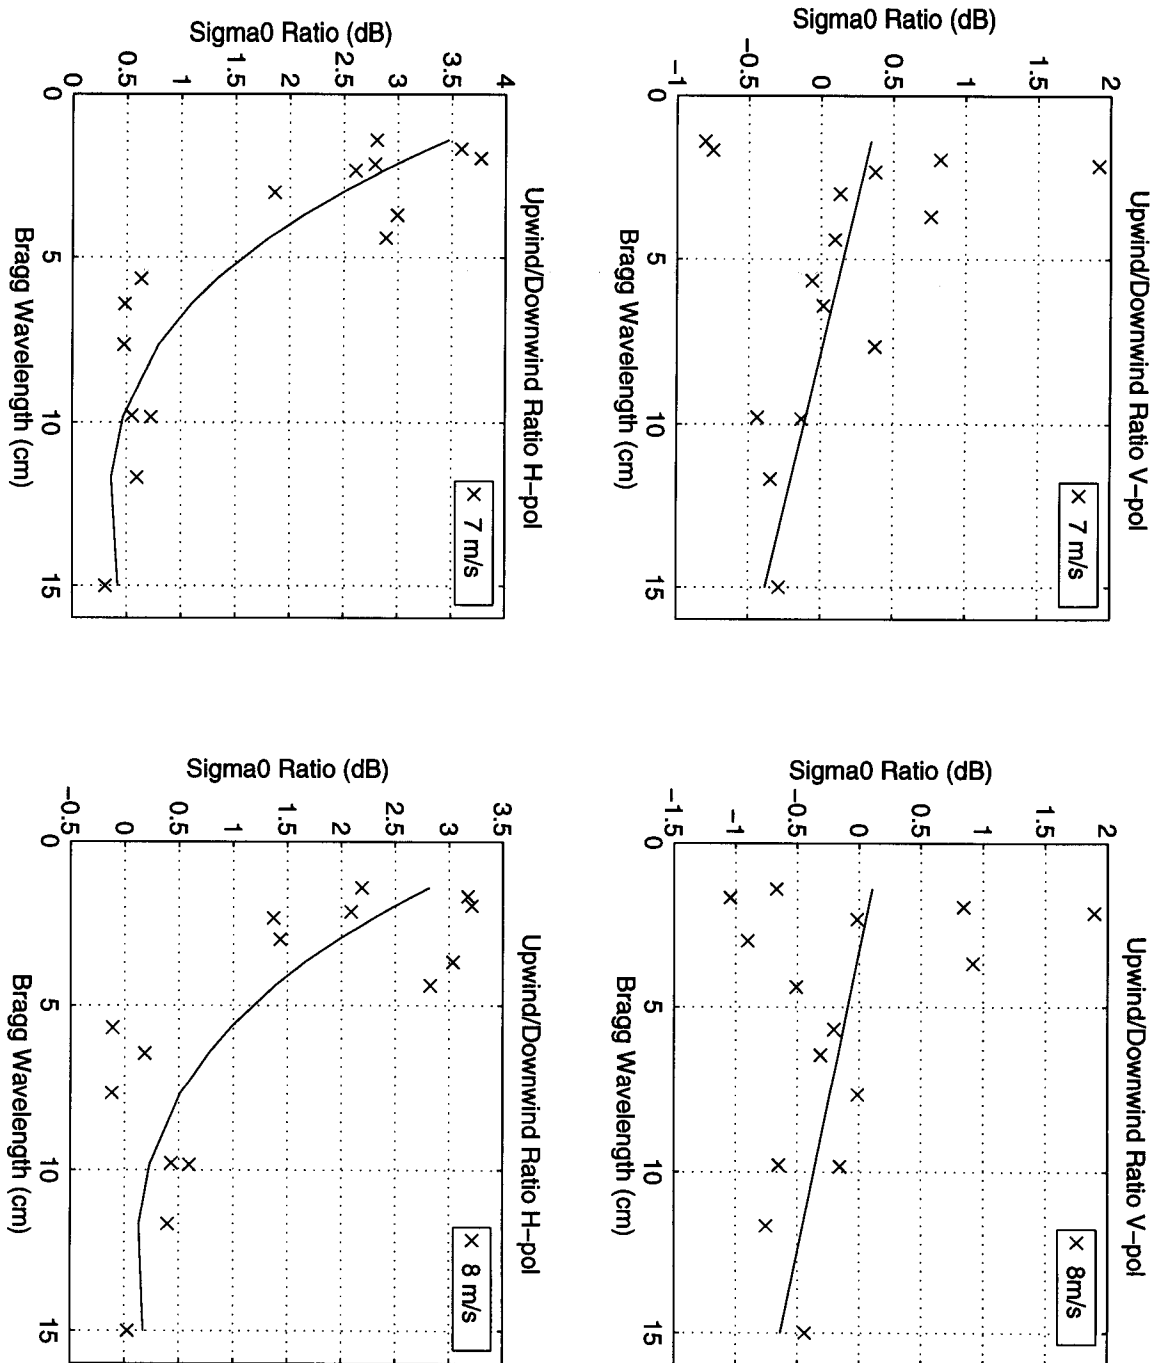 Upwind/Downwind Ratio V−pol
2
1.5
1
0.5
0
−0.5
−1
Sigma0 Ratio (dB)
× 7 m/s
0 5 10 15
Bragg Wavelength (cm)
Upwind/Downwind Ratio V−pol
2
1.5
1
0.5
0
−0.5
−1
−1.5
Sigma0 Ratio (dB)
× 8m/s
0 5 10 15
Bragg Wavelength (cm)
Upwind/Downwind Ratio H−pol
4
3.5
3
2.5
2
1.5
1
0.5
0
Sigma0 Ratio (dB)
× 7 m/s
0 5 10 15
Bragg Wavelength (cm)
Upwind/Downwind Ratio H−pol
3.5
3
2.5
2
1.5
1
0.5
0
−0.5
Sigma0 Ratio (dB)
× 8 m/s
0 5 10 15
Bragg Wavelength (cm)